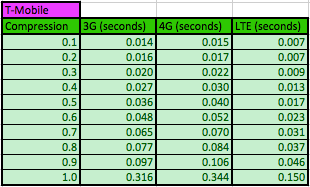 T-Mobile
Compression 3G (seconds) 4G (seconds) LTE (seconds)
0.1 0.014 0.015 0.007
0.2 0.016 0.017 0.007
0.3 0.020 0.022 0.009
0.4 0.027 0.030 0.013
0.5 0.036 0.040 0.017
0.6 0.048 0.052 0.023
0.7 0.065 0.070 0.031
0.8 0.077 0.084 0.037
0.9 0.097 0.106 0.046
1.0 0.316 0.344 0.150